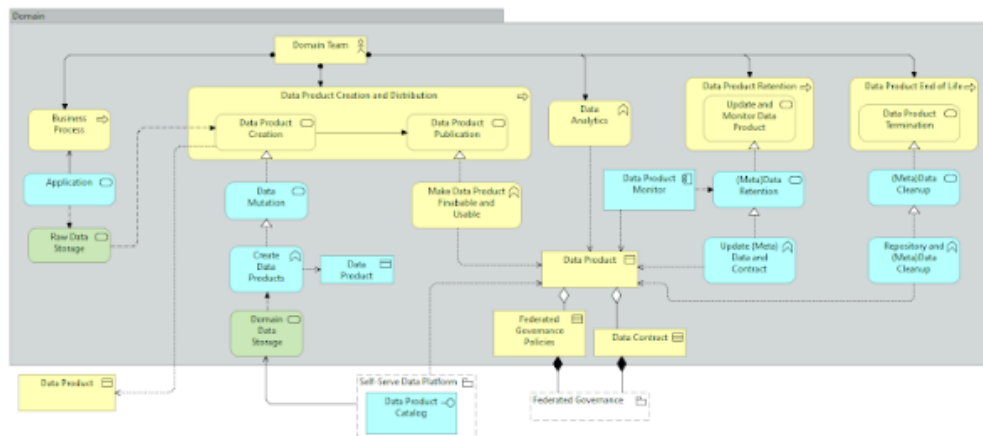 Domain
Domain Team
Data Product Creation and Distribution
Data Product Retention
Data Product End of Life
Business
Process
Data Product
Creation
Data Product
Publication
Data
Analytics
Update and
Monitor Data
Product
Data Product
Termination
Application
Data
Mutation
Make Data Product
Finabable and
Usable
Data Product
Monitor
(Meta)Data
Retention
(Meta)Data
Cleanup
Raw Data
Storage
Create
Data
Products
Data
Product
Data Product
Update (Meta)
Data and
Contract
Repository and
(Meta)Data
Cleanup
Domain
Data
Storage
Federated
Governance
Policies
Data Contract
Data Product
Self-Serve Data Platform
Data Product
Catalog
Federated Governance